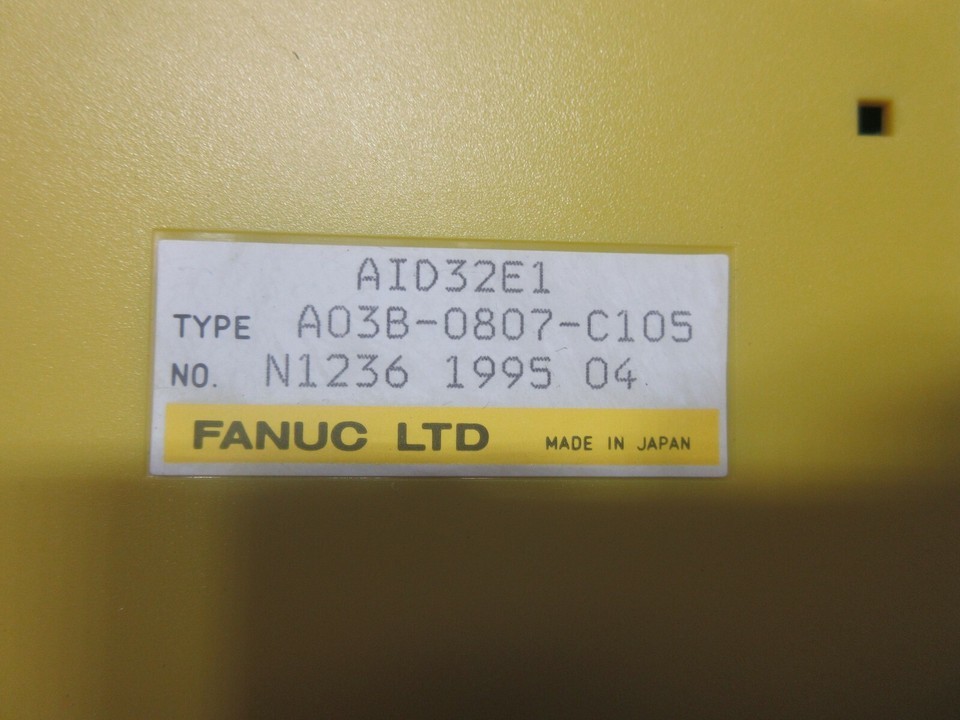 AID32E1
TYPE A03B-0807-C105
NO. N1236 1995 04
FANUC LTD MADE IN JAPAN